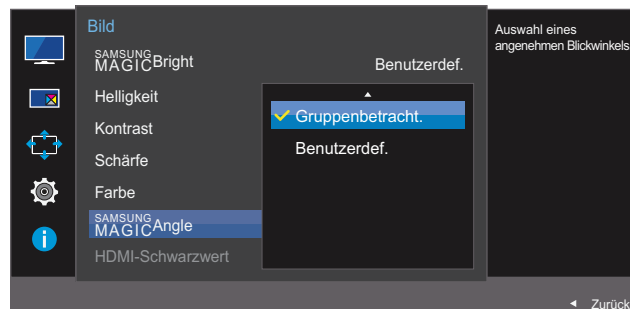 Bild
SAMSUNG
MAGICBright
Benutzerdef.
Helligkeit
Kontrast
Schärfe
Farbe
SAMSUNG
MAGICAngle
HDMI-Schwarzwert
Gruppenbetracht.
Benutzerdef.
Auswahl eines
angenehmen Blickwinkels
Zurück